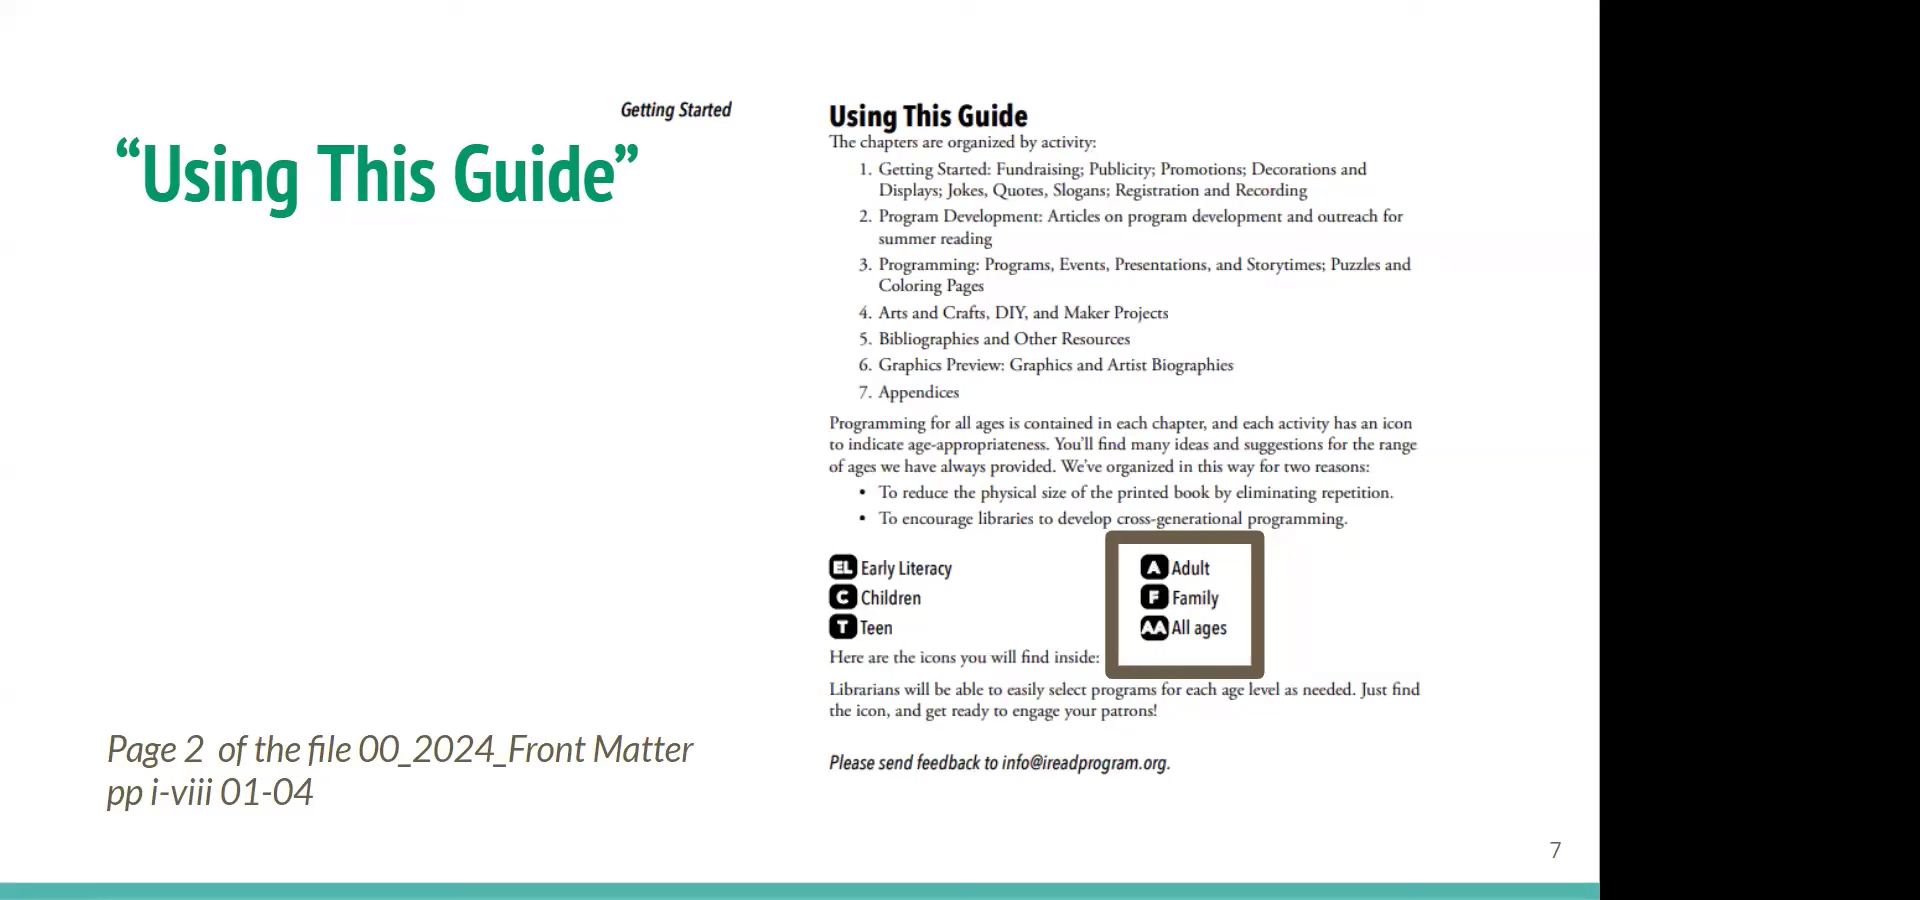 Getting Started
“Using This Guide”
Page 2 of the file 00_2024_Front Matter
pp i-viii 01-04
Using This Guide
The chapters are organized by activity:
1. Getting Started: Fundraising; Publicity; Promotions; Decorations and
Displays; Jokes, Quotes, Slogans; Registration and Recording
2. Program Development: Articles on program development and outreach for
summer reading
3. Programming: Programs, Events, Presentations, and Storytimes; Puzzles and
Coloring Pages
4. Arts and Crafts, DIY, and Maker Projects
5. Bibliographies and Other Resources
6. Graphics Preview: Graphics and Artist Biographies
7. Appendices
Programming for all ages is contained in each chapter, and each activity has an icon
to indicate age-appropriateness. You’ll find many ideas and suggestions for the range
of ages we have always provided. We’ve organized in this way for two reasons:
• To reduce the physical size of the printed book by eliminating repetition.
• To encourage libraries to develop cross-generational programming.
EL Early Literacy
C Children
T Teen
A Adult
F Family
AA All ages
Here are the icons you will find inside:
Librarians will be able to easily select programs for each age level as needed. Just find
the icon, and get ready to engage your patrons!
Please send feedback to info@ireadprogram.org.
7